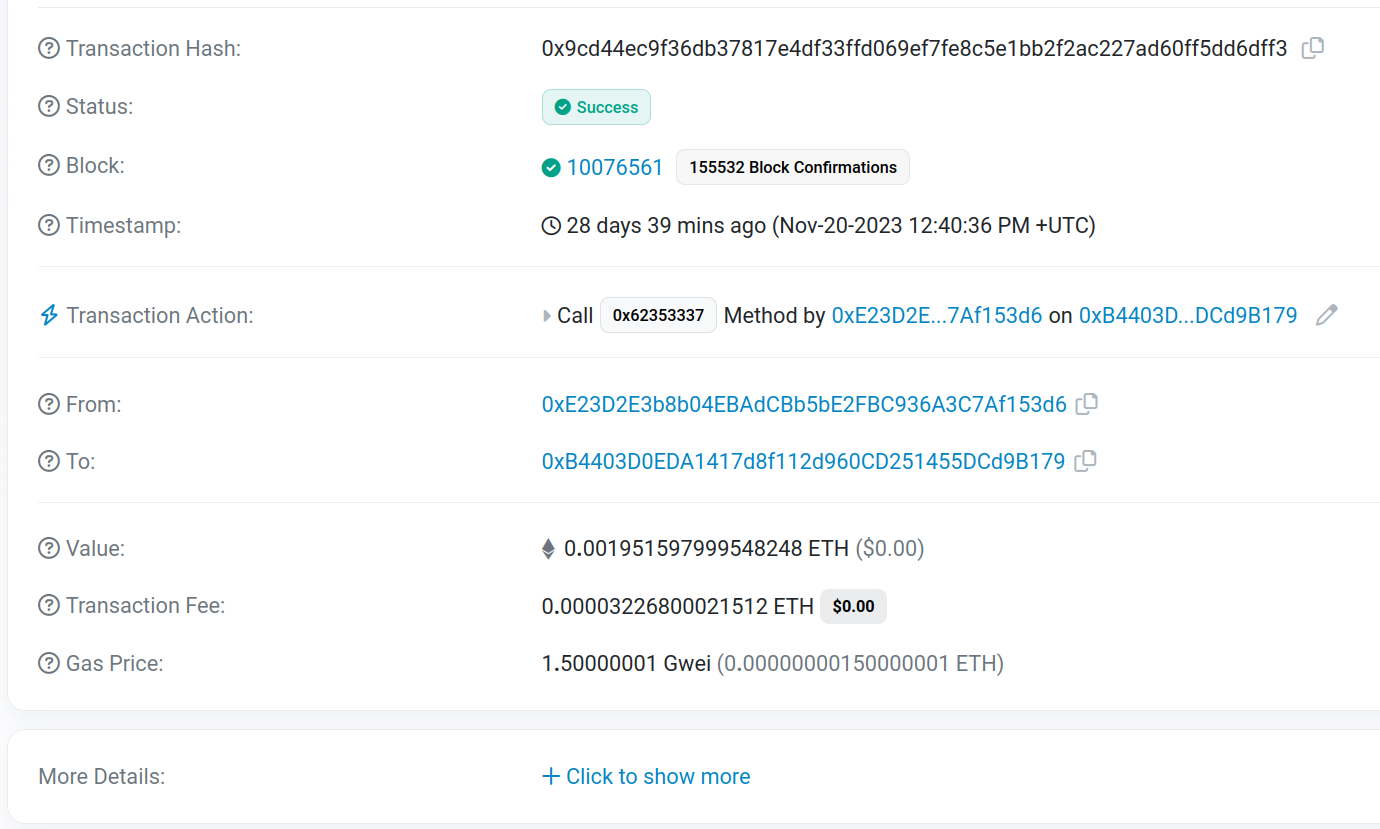 Transaction Hash: 0x9cd44ec9f36db37817e4df33ffd069ef7fe8c5e1bb2f2ac227ad60ff5dd6dff3
Status: Success
Block: 10076561 155532 Block Confirmations
Timestamp: 28 days 39 mins ago (Nov-20-2023 12:40:36 PM +UTC)
Transaction Action: Call 0x62353337 Method by 0xE23D2E...7Af153d6 on 0xB4403D...DCd9B179
From: 0xE23D2E3b8b04EBAdCBb5bE2FBC936A3C7Af153d6
To: 0xB4403D0EDA1417d8f112d960CD251455DCd9B179
Value: 0.001951597999548248 ETH ($0.00)
Transaction Fee: 0.00003226800021512 ETH $0.00
Gas Price: 1.50000001 Gwei (0.00000000150000001 ETH)
More Details: + Click to show more